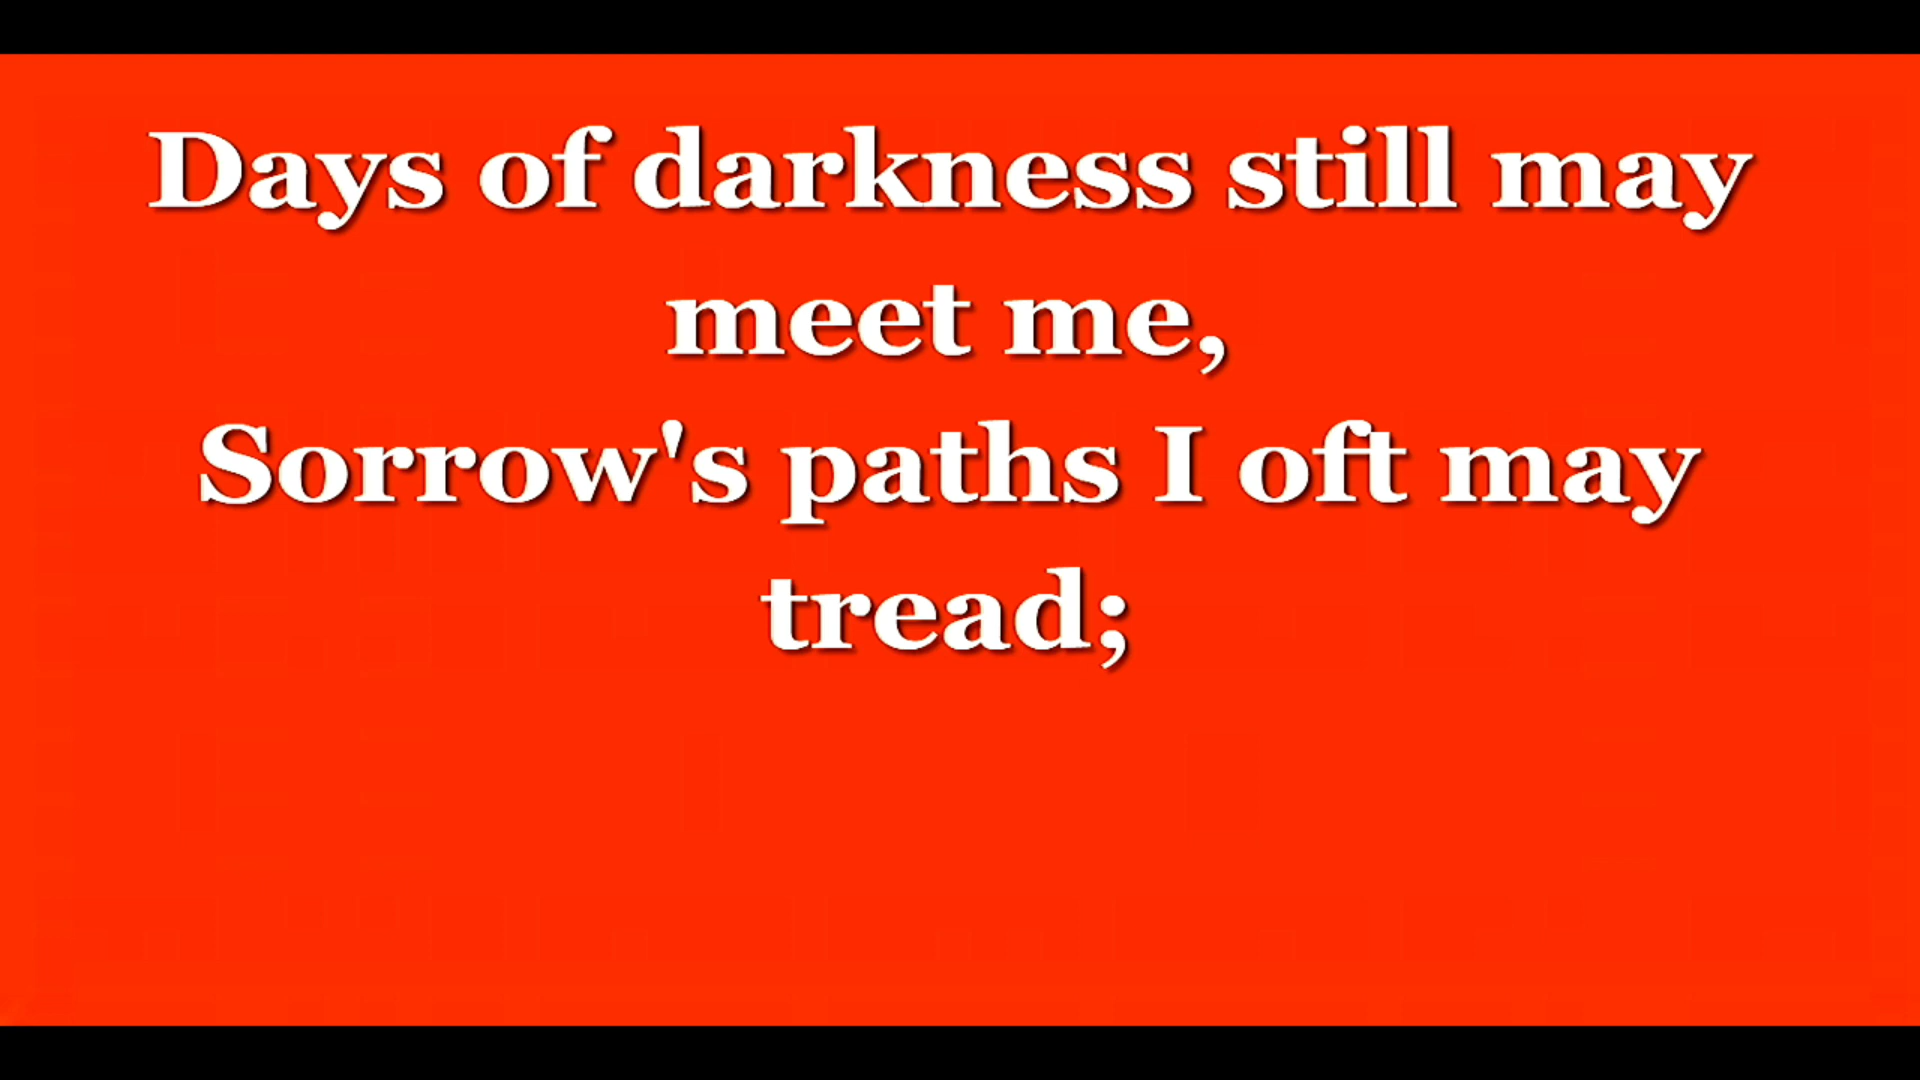 Days of darkness still may
meet me,
Sorrow's paths I oft may
tread;